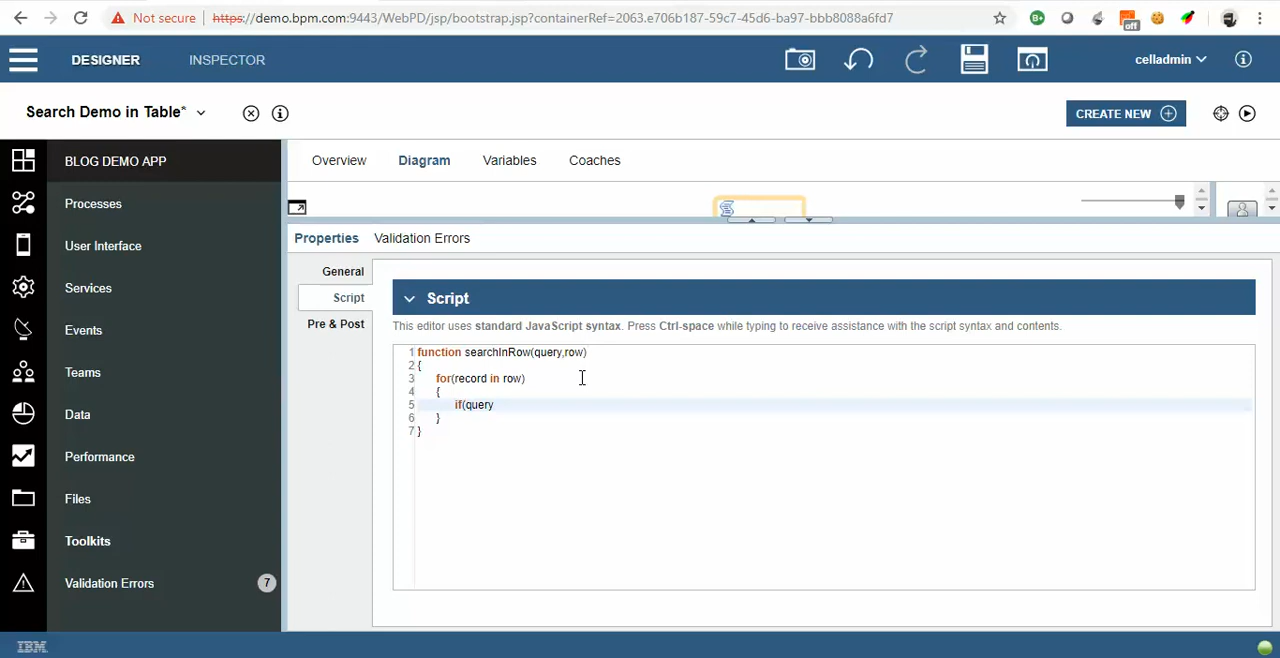 Not secure https://demo.bpm.com:9443/WebPD/jsp/bootstrap.jsp?containerRef=2063.e706b187-59c7-45d6-ba97-bbb8088a6fd7
off
DESIGNER INSPECTOR celladmin
Search Demo in Table* CREATE NEW
BLOG DEMO APP
Processes
User Interface
Services
Events
Teams
Data
Performance
Files
Toolkits
Validation Errors 7
Overview Diagram Variables Coaches
Properties Validation Errors
General
Script
Pre & Post
Script
This editor uses standard JavaScript syntax. Press Ctrl-space while typing to receive assistance with the script syntax and contents.
1 function searchInRow(query,row)
2 {
3 for(record in row)
4 {
5 if(query
6 }
7 }
IBM